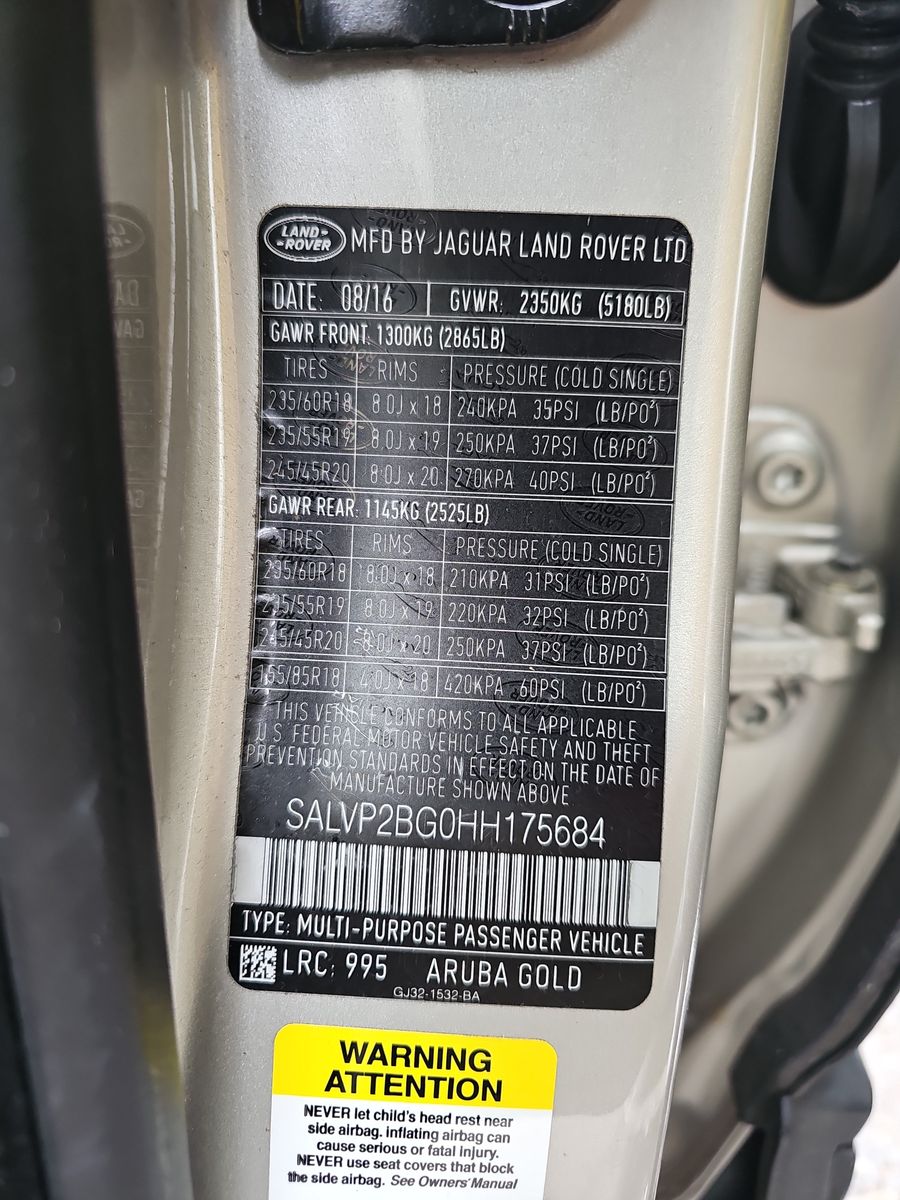 LAND-
-ROVER
MFD BY JAGUAR LAND ROVER LTD
DATE: 08/16 GVWR: 2350KG (5180LB)
GAWR FRONT: 1300KG (2865LB)
TIRES RIMS PRESSURE (COLD SINGLE)
235/60R18 8.0J x 18 240KPA 35PSI (LB/PO²)
235/55R19 8.0J x 19 250KPA 37PSI (LB/PO²)
245/45R20 8.0J x 20 270KPA 40PSI (LB/PO²)
GAWR REAR: 1145KG (2525LB)
TIRES RIMS PRESSURE (COLD SINGLE)
235/60R18 8.0J x 18 210KPA 31PSI (LB/PO²)
235/55R19 8.0J x 19 220KPA 32PSI (LB/PO²)
245/45R20 8.0J x 20 250KPA 37PSI (LB/PO²)
155/85R18 4.0J x 18 420KPA 60PSI (LB/PO²)
THIS VEHICLE CONFORMS TO ALL APPLICABLE
U.S. FEDERAL MOTOR VEHICLE SAFETY AND THEFT
PREVENTION STANDARDS IN EFFECT ON THE DATE OF
MANUFACTURE SHOWN ABOVE
SALVP2BG0HH175684
TYPE: MULTI-PURPOSE PASSENGER VEHICLE
LRC: 995 ARUBA GOLD
GJ32-1532-BA
WARNING
ATTENTION
NEVER let child's head rest near
side airbag. inflating airbag can
cause serious or fatal injury.
NEVER use seat covers that block
the side airbag. See Owners' Manual